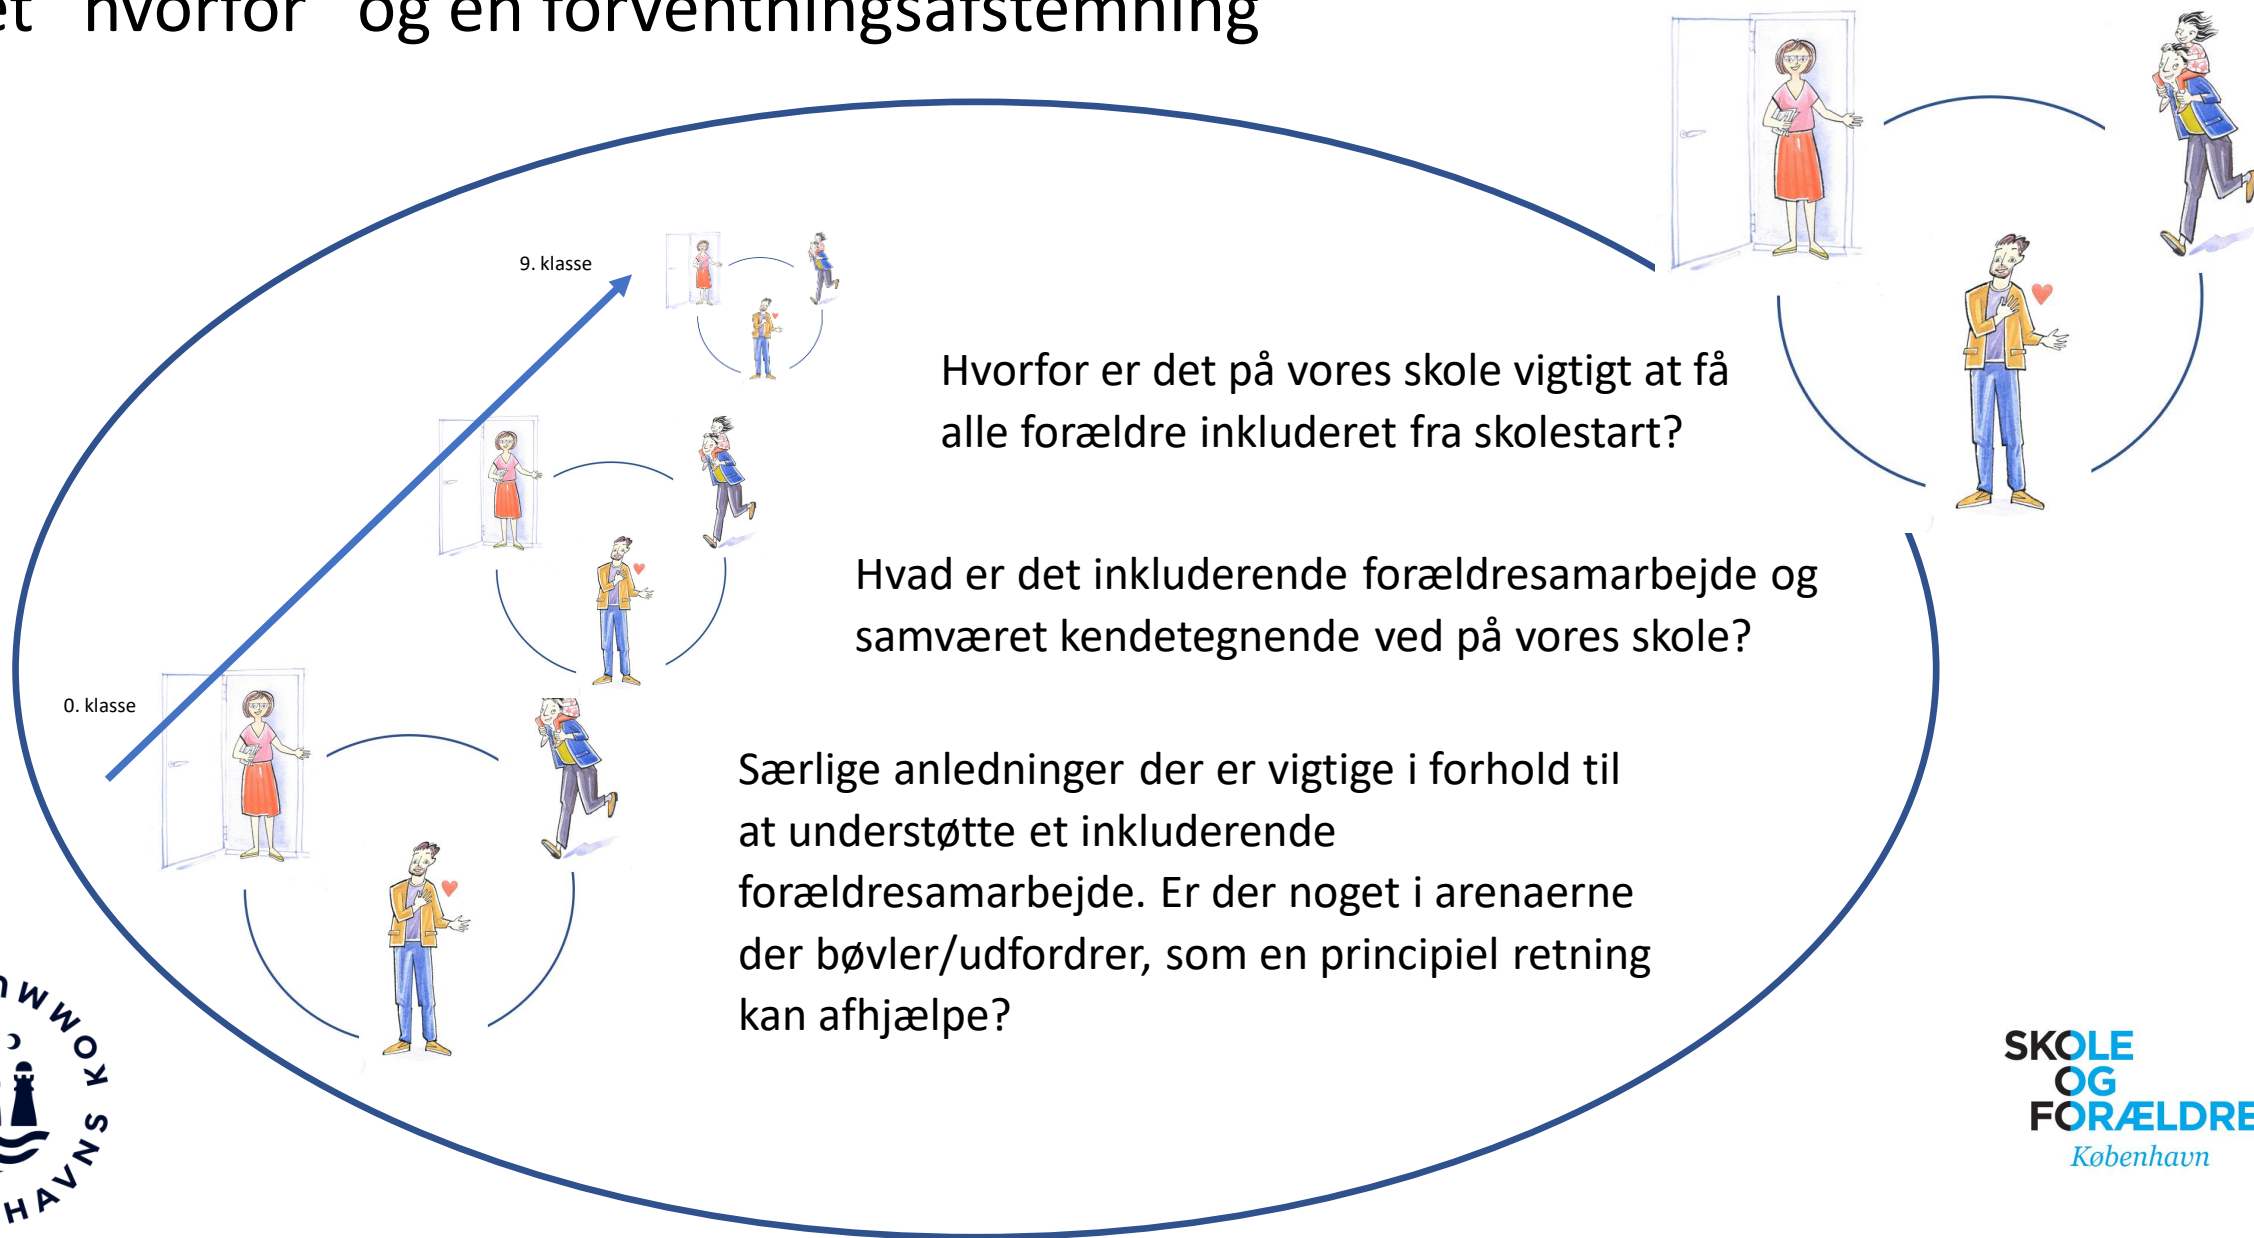 "hvorfor" og en forventningsafstemning
9. klasse
Hvorfor er det på vores skole vigtigt at få
alle forældre inkluderet fra skolestart?
Hvad er det inkluderende forældresamarbejde og
samværet kendetegnende ved på vores skole?
0. klasse
Særlige anledninger der er vigtige i forhold til
at understøtte et inkluderende
forældresamarbejde. Er der noget i arenaerne
der bøvler/udfordrer, som en principiel retning
kan afhjælpe?
SKOLE
OG
FORÆLDRE
København
HAVNS KOMMU